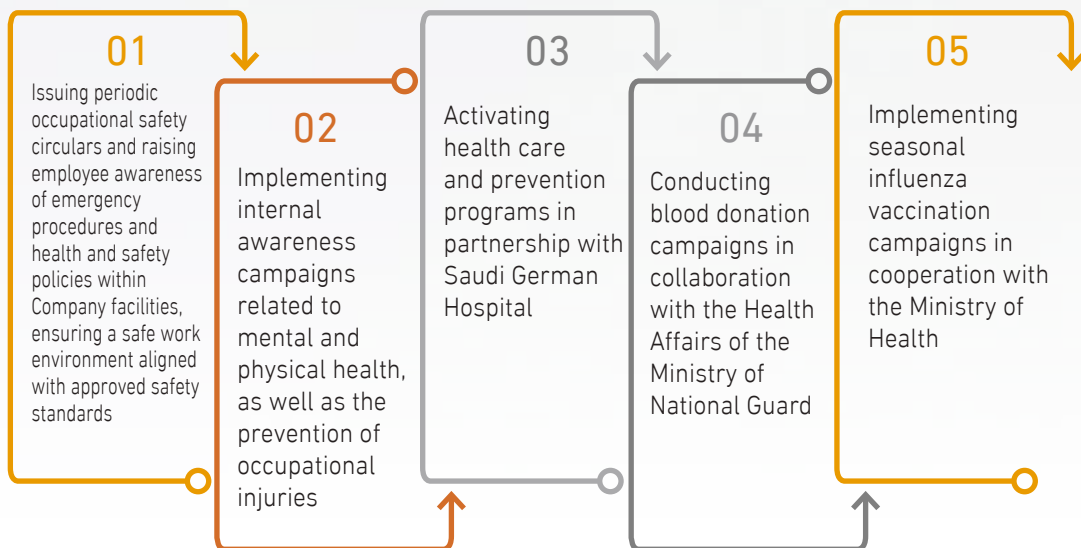 01
Issuing periodic
occupational safety
circulars and raising
employee awareness
of emergency
procedures and
health and safety
policies within
Company facilities,
ensuring a safe work
environment aligned
with approved safety
standards
02
Implementing
internal
awareness
campaigns
related to
mental and
physical health,
as well as the
prevention of
occupational
injuries
03
Activating
health care
and prevention
programs in
partnership with
Saudi German
Hospital
04
Conducting
blood donation
campaigns in
collaboration
with the Health
Affairs of the
Ministry of
National Guard
05
Implementing
seasonal
influenza
vaccination
campaigns in
cooperation with
the Ministry of
Health